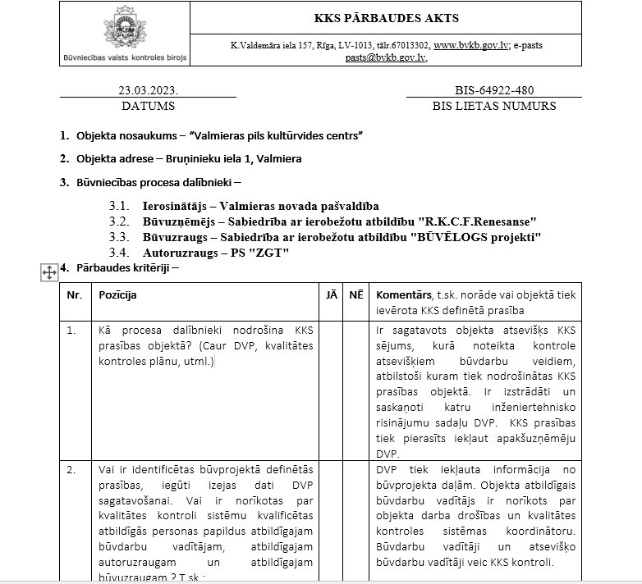 KKS PĀRBAUDES AKTS
Būvniecības valsts kontroles birojs
K.Valdemāra iela 157, Rīga, LV-1013, tālr.67013302, www.bvkb.gov.lv; e-pasts
pasts@bvkb.gov.lv,
23.03.2023.
DATUMS
BIS-64922-480
BIS LIETAS NUMURS
1. Objekta nosaukums – “Valmieras pils kultūrvides centrs”
2. Objekta adrese – Bruņinieku iela 1, Valmiera
3. Būvniecības procesa dalībnieki –
3.1. Ierosinātājs – Valmieras novada pašvaldība
3.2. Būvuzņēmējs – Sabiedrība ar ierobežotu atbildību "R.K.C.F.Renesanse"
3.3. Būvuzraugs – Sabiedrība ar ierobežotu atbildību "BŪVĒLOGS projekti"
3.4. Autoruzraugs – PS "ZGT"
4. Pārbaudes kritēriji –
Nr. Pozīcija JĀ NĒ Komentārs, t.sk. norāde vai objektā tiek
ievērota KKS definētā prasība
1. Kā procesa dalībnieki nodrošina KKS
prasības objektā? (Caur DVP, kvalitātes
kontroles plānu, utml.)
Ir sagatavots objekta atsevišķs KKS
sējums, kurā noteikta kontrole
atsevišķiem būvdarbu veidiem,
atbilstoši kuram tiek nodrošinātas KKS
prasības objektā. Ir izstrādāti un
saskaņoti katru inženiertehnisko
risinājumu sadaļu DVP. KKS prasības
tiek pierasīts iekļaut apakšuzņēmēju
DVP.
2. Vai ir identificētas būvprojektā definētās
prasības, iegūti izejas dati DVP
sagatavošanai. Vai ir norīkotas par
kvalitātes kontroli sistēmu kvalificētas
atbildīgās personas papildus atbildīgajam
būvdarbu vadītājam, atbildīgajam
autoruzraugam un atbildīgajam
būvuzraugam ? T.sk.:
DVP tiek iekļauta informācija no
būvprojekta daļām. Objekta atbildīgais
būvdarbu vadītājs ir norīkots par
objekta darba drošības un kvalitātes
kontroles sistēmas koordinātoru.
Būvdarbu vadītāji un atsevišķo
būvdarbu vadītāji veic KKS kontroli.